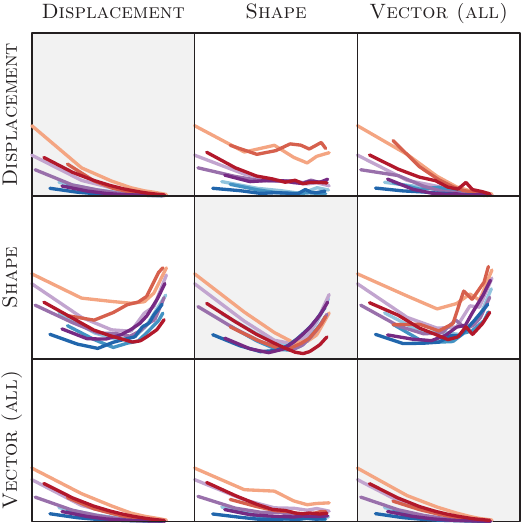 Displacement
Shape
Vector (all)
Displacement
Shape
Vector (all)